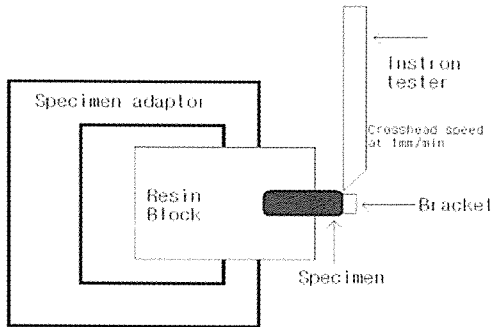 Instron
tester
Specimen adaptor
Crosshead speed
at 1mm/min
Resin
Block
Bracket
Specimen